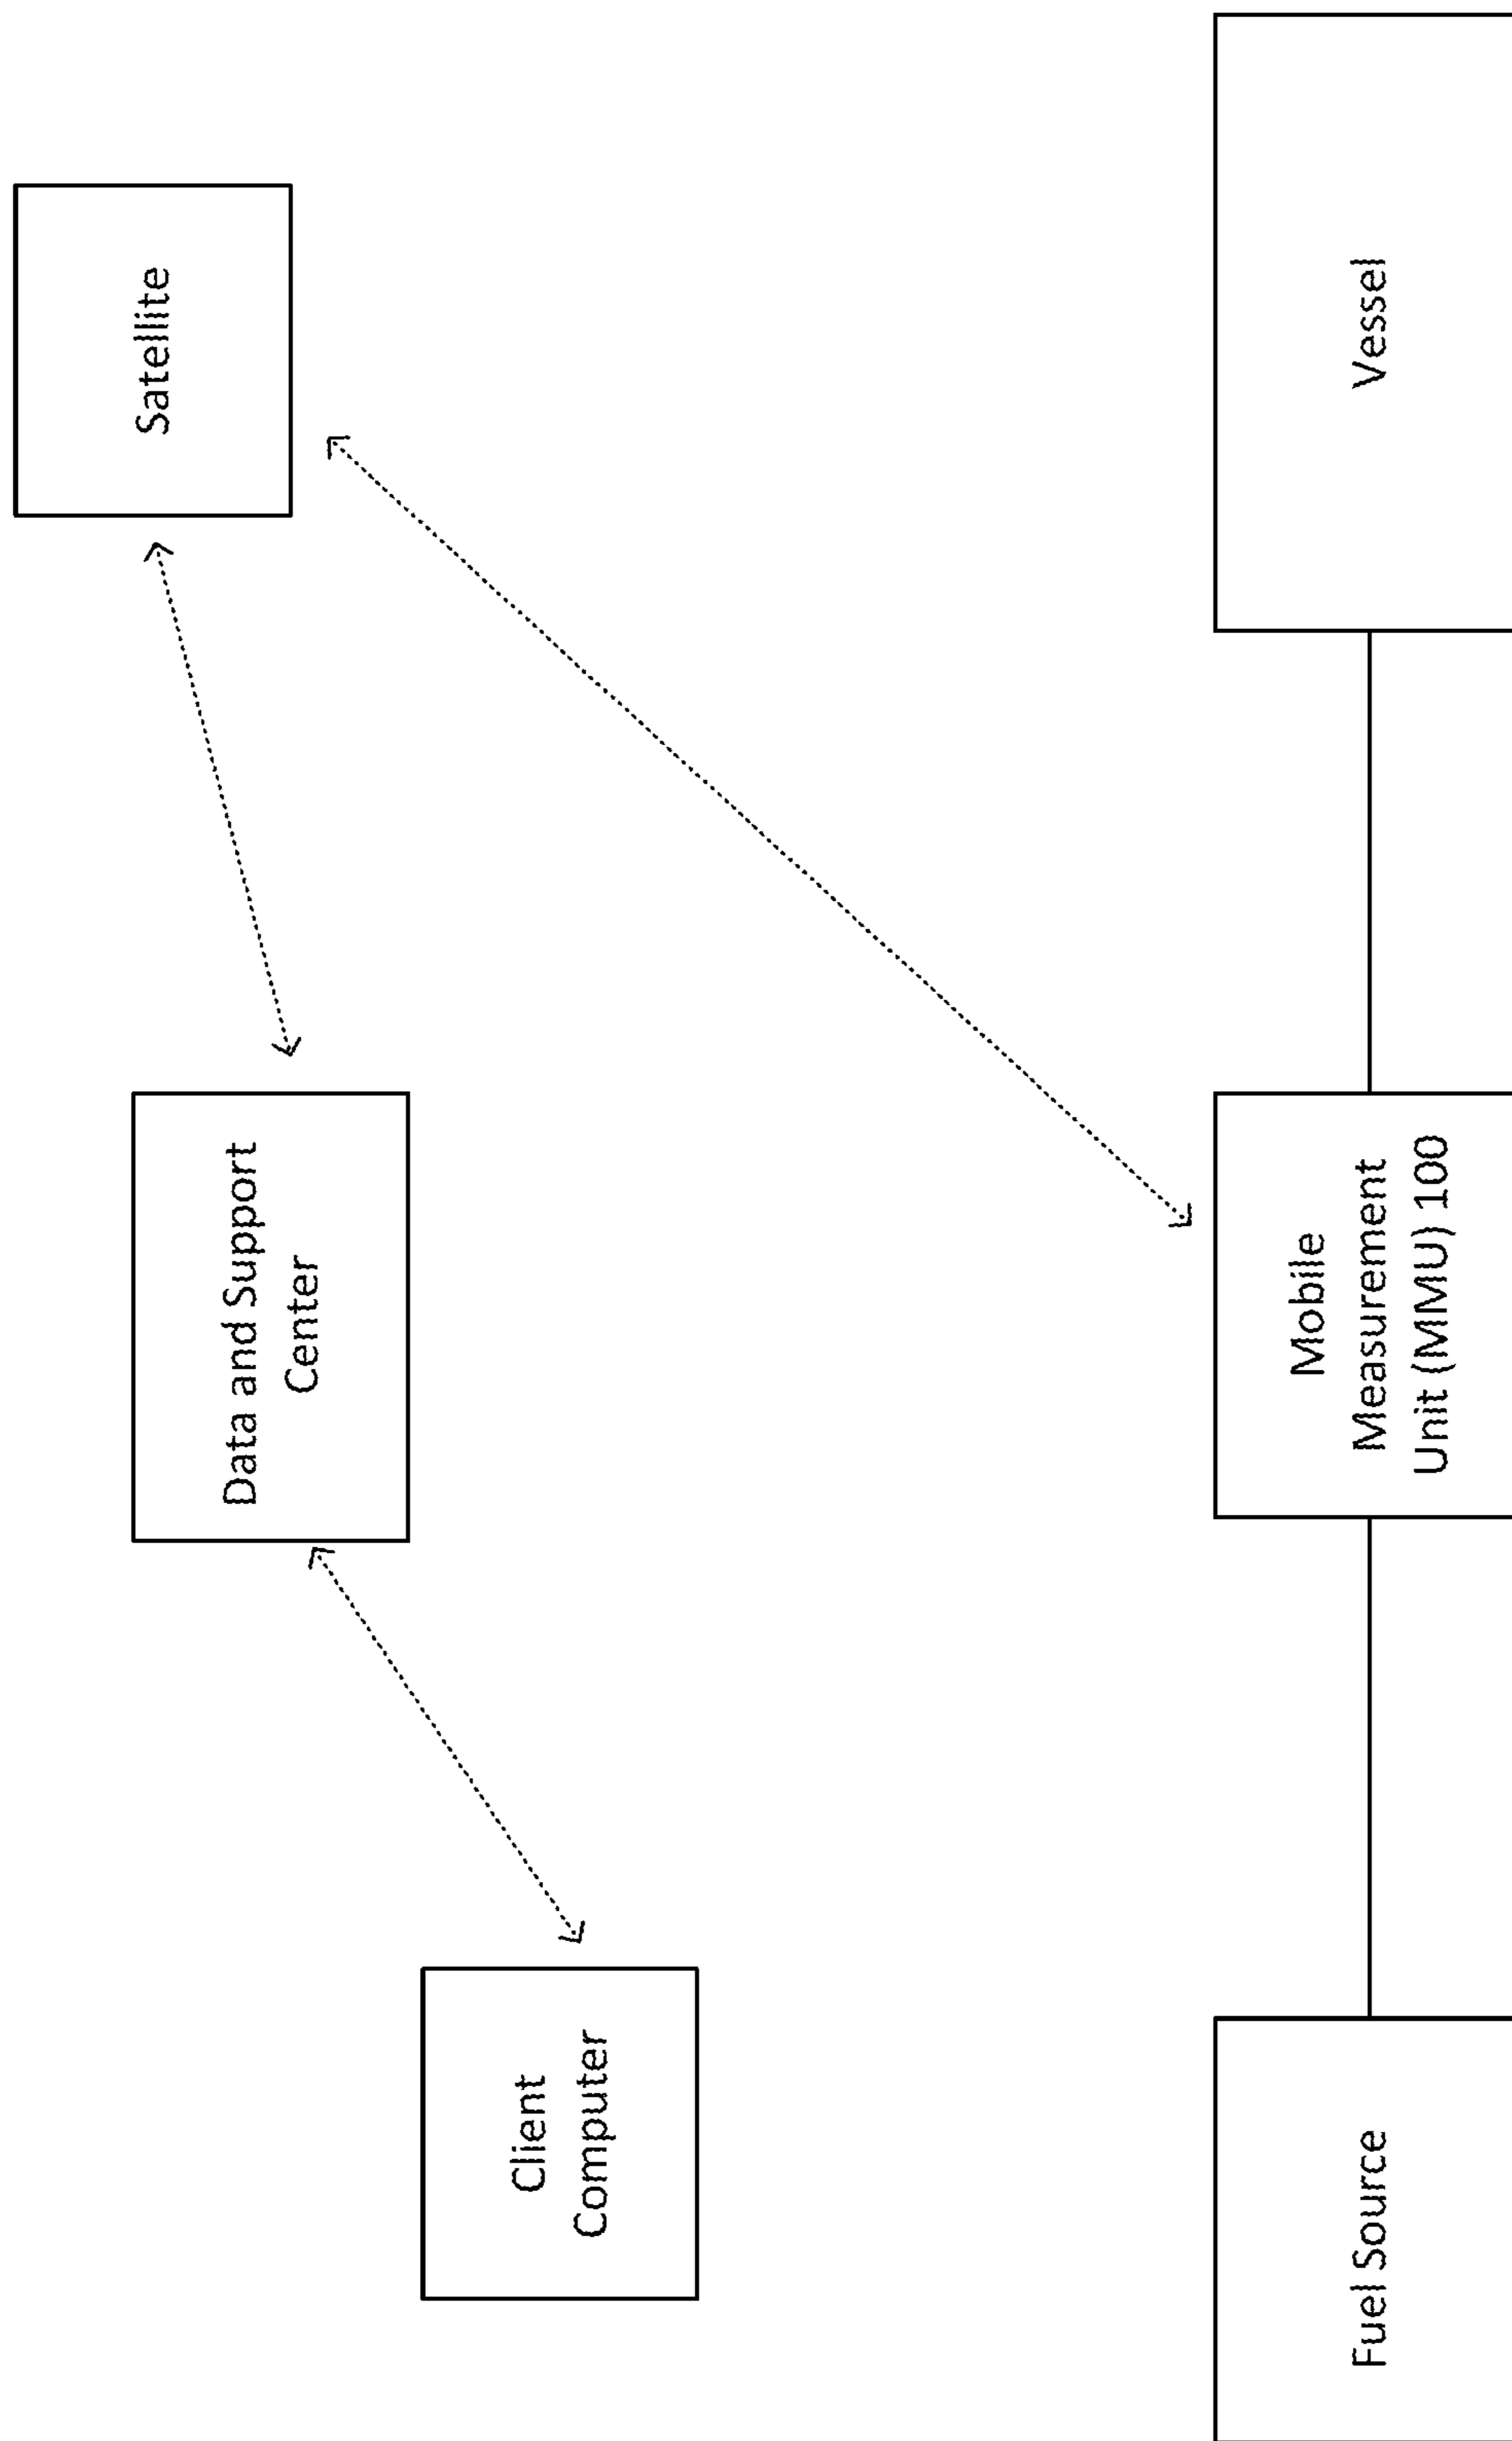 Satellite
Data and Support
Center
Client
Computer
Fuel Source
Mobile
Measurement
Unit (MMU) 100
Vessel